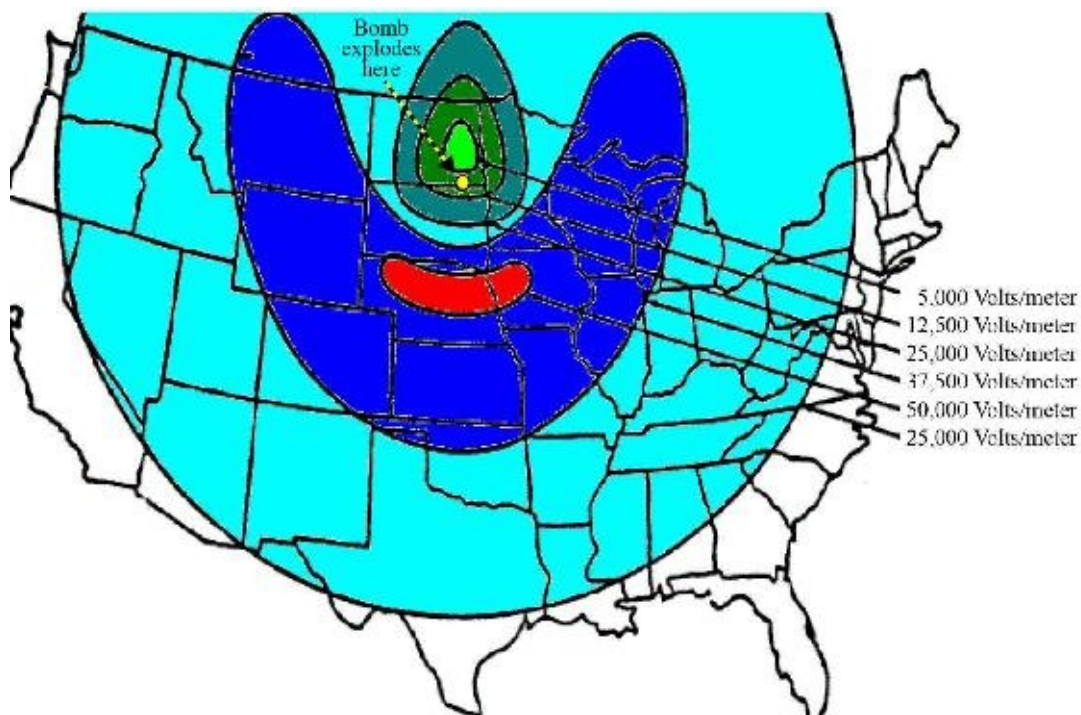 Bomb
explodes
here
5.000 Volts/meter
12,500 Volts/meter
25,000 Volts/meter
37,500 Volts/meter
50,000 Volts/meter
25,000 Volts/meter